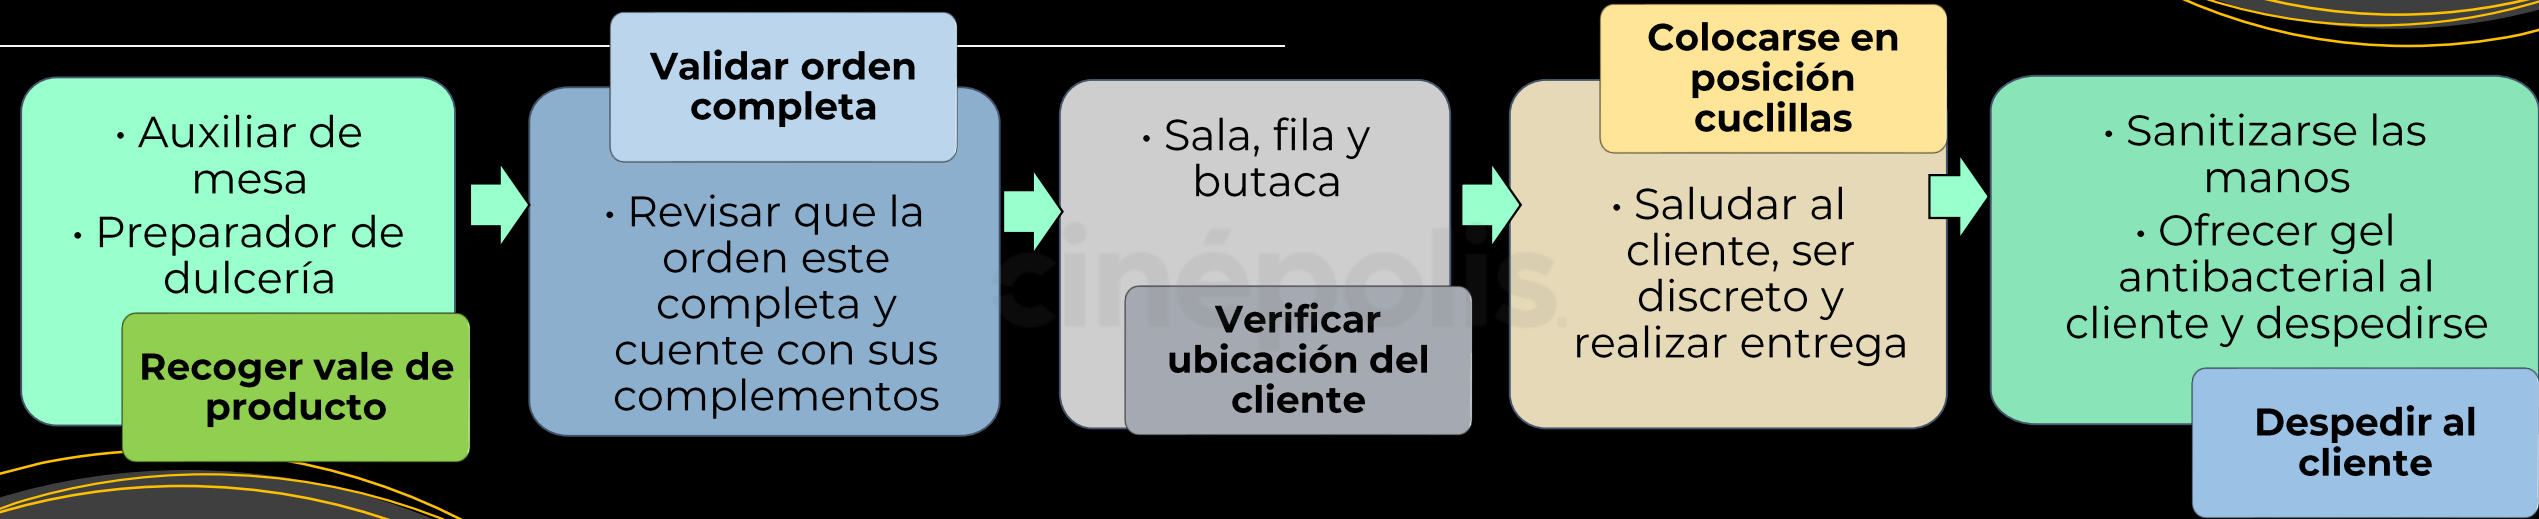 • Auxiliar de
mesa
• Preparador de
dulcería
Recoger vale de
producto
Validar orden
completa
• Revisar que la
orden este
completa y
cuente con sus
complementos
• Sala, fila y
butaca
Verificar
ubicación del
cliente
Colocarse en
posición
cuclillas
• Saludar al
cliente, ser
discreto y
realizar entrega
• Sanitizarse las
manos
• Ofrecer gel
antibacterial al
cliente y despedirse
Despedir al
cliente
cinépolis.